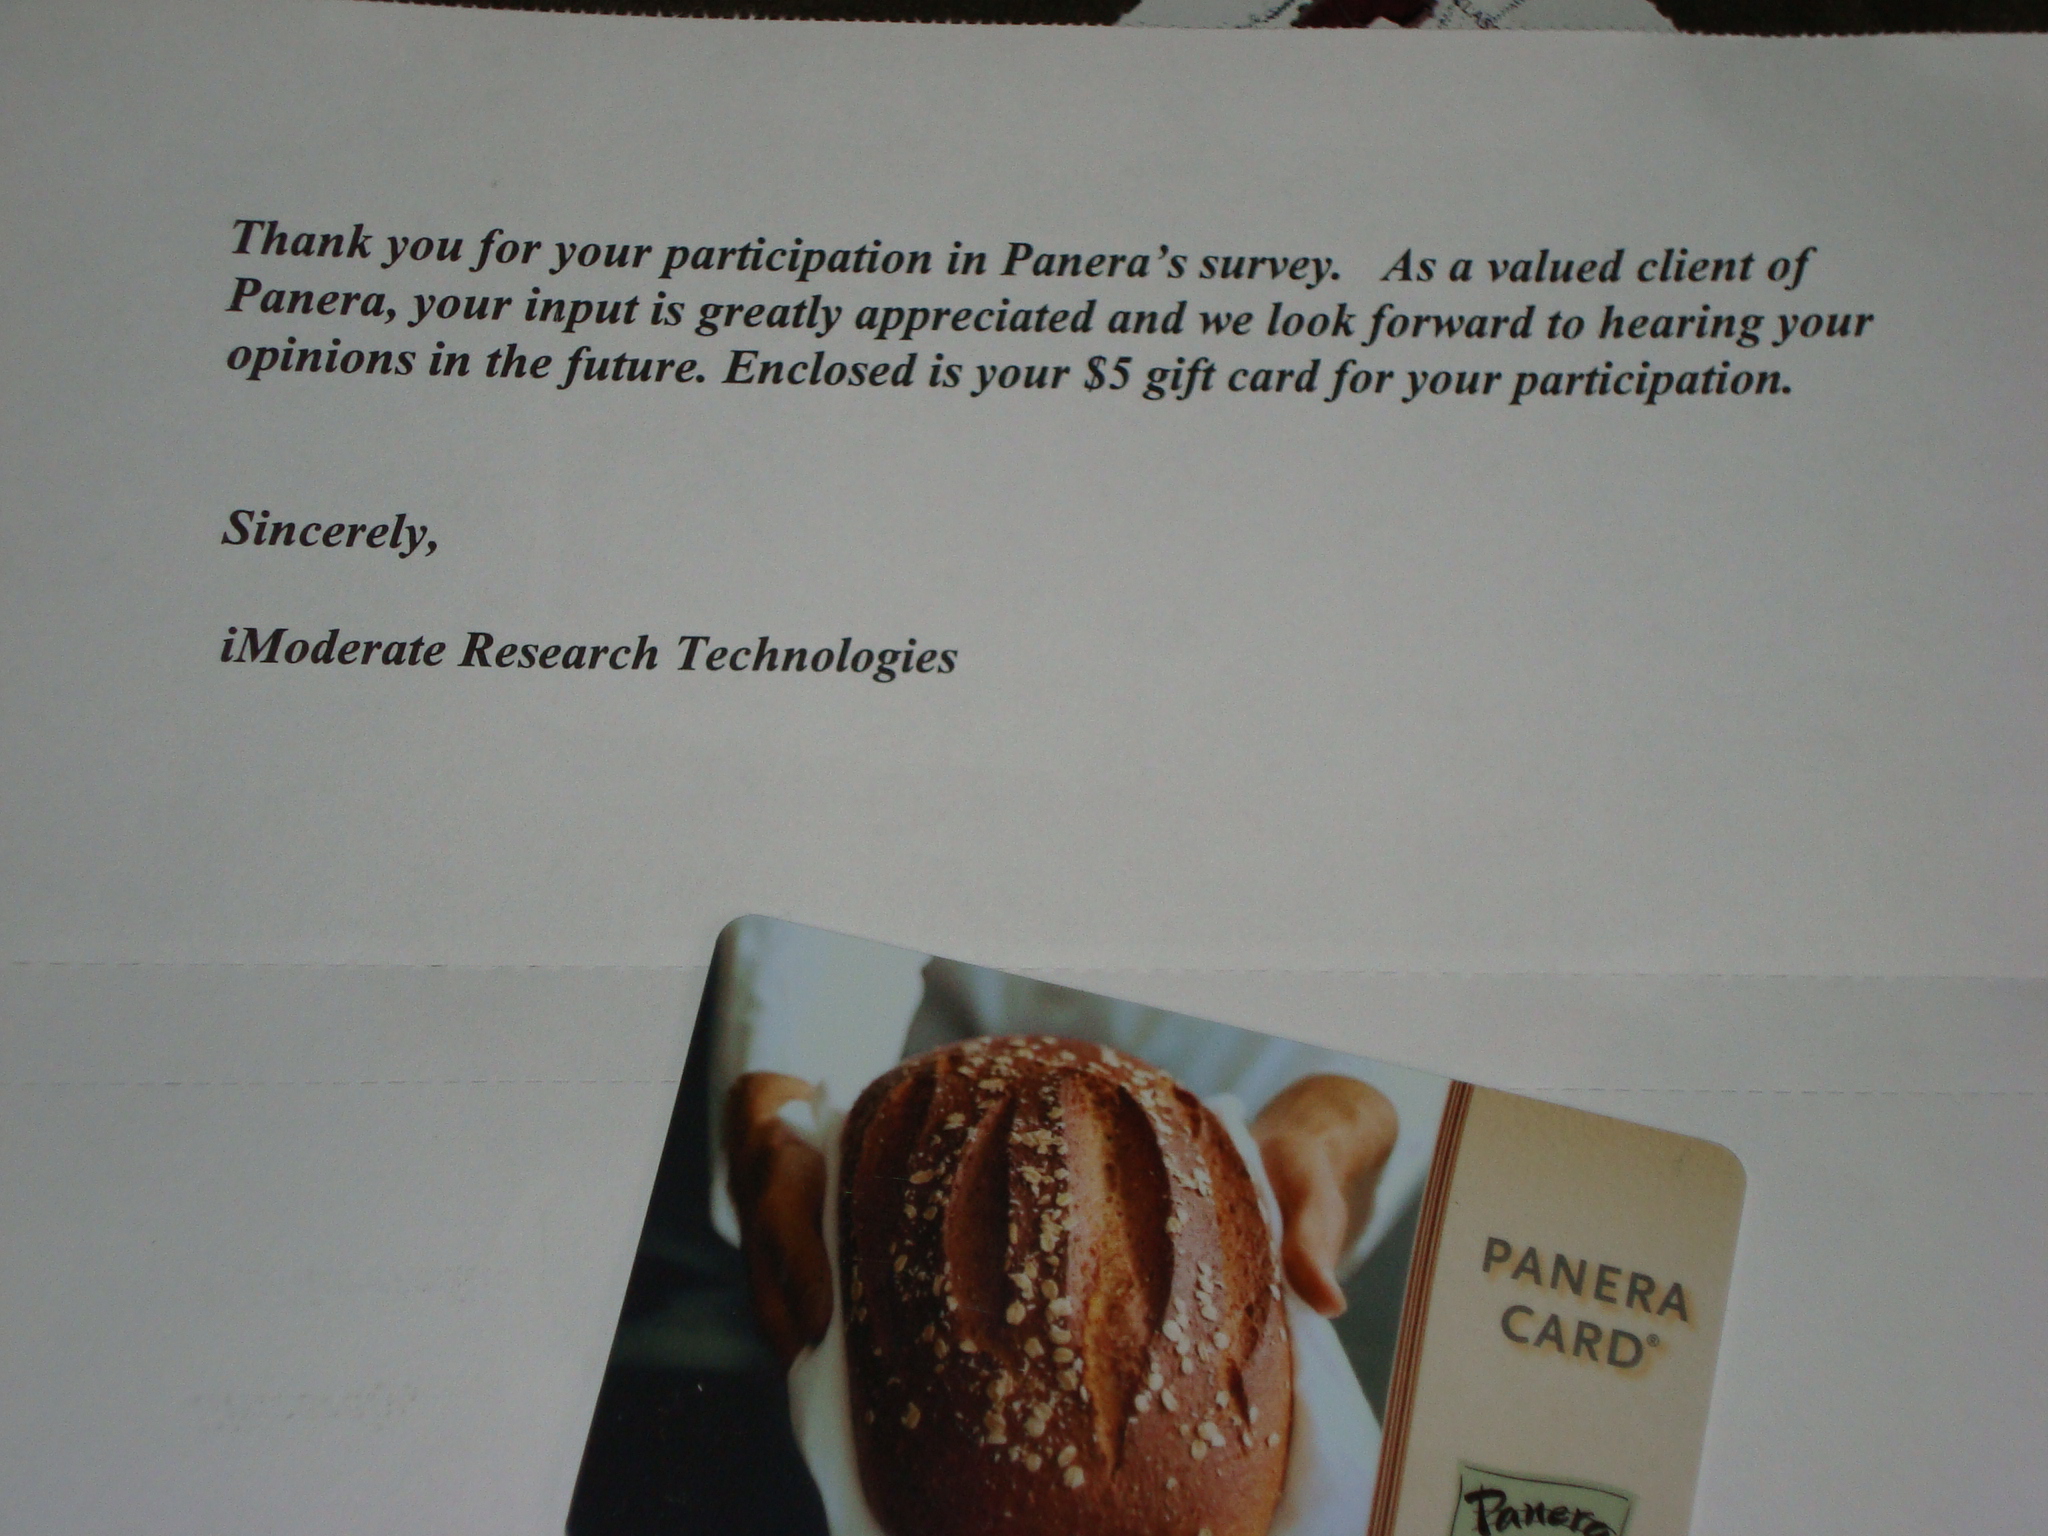 Thank you for your participation in Panera's survey.   As a valued client of
Panera, your input is greatly appreciated and we look forward to hearing your
opinions in the future. Enclosed is your $5 gift card for your participation.
Sincerely,
iModerate Research Technologies
PANERA
CARD®
Panera